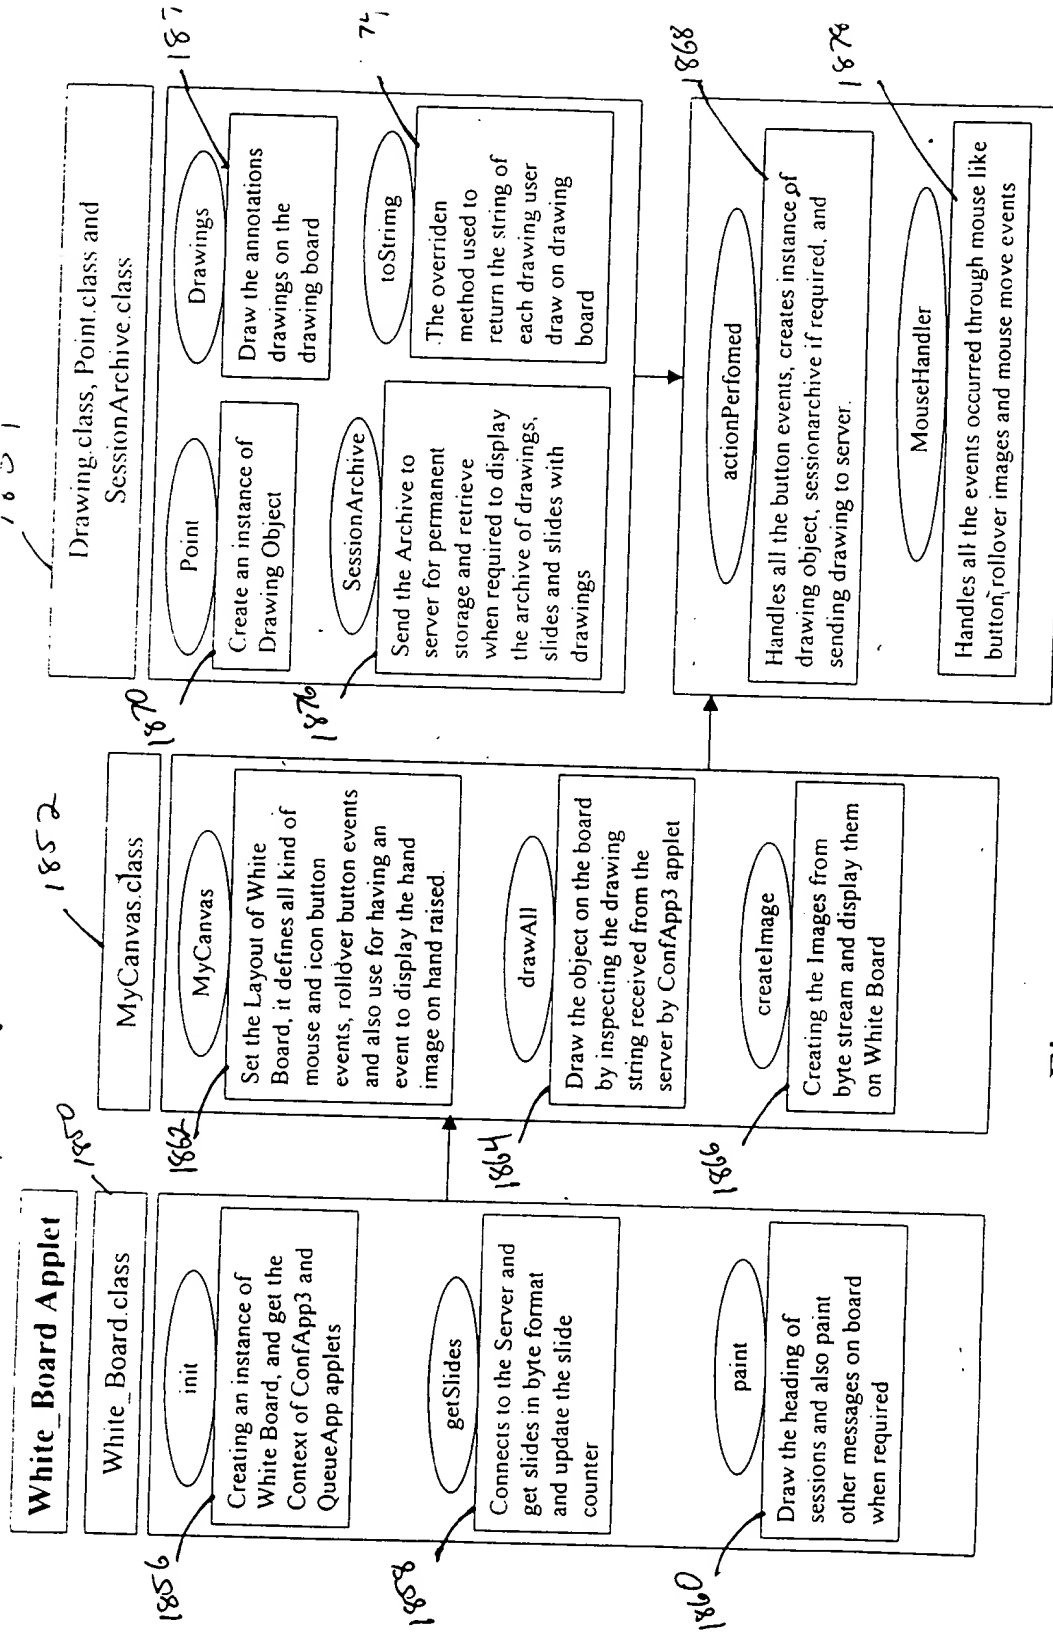 White_Board Applet
1850
White_Board.class
init
1856
Creating an instance of
White Board, and get the
Context of ConfApp3 and
QueueApp applets
getSlides
1858
Connects to the Server and
get slides in byte format
and update the slide
counter
paint
1860
Draw the heading of
sessions and also paint
other messages on board
when required
1852
MyCanvas.class
MyCanvas
1862
Set the Layout of White
Board, it defines all kind of
mouse and icon button
events, rollover button events
and also use for having an
event to display the hand
image on hand raised.
drawAll
1864
Draw the object on the board
by inspecting the drawing
string received from the
server by ConfApp3 applet
createImage
1866
Creating the Images from
byte stream and display them
on White Board
Drawing.class, Point.class and
SessionArchive.class
Point
1870
Create an instance of
Drawing Object
Drawings
187
Draw the annotations
drawings on the
drawing board
SessionArchive
1876
Send the Archive to
server for permanent
storage and retrieve
when required to display
the archive of drawings,
slides and slides with
drawings
toString
74
.The overriden
method used to
return the string of
each drawing user
draw on drawing
board
actionPerfomed
1868
Handles all the button events, creates instance of
drawing object, sessionarchive if required, and
sending drawing to server.
MouseHandler
1878
Handles all the events occurred through mouse like
button rollover images and mouse move events